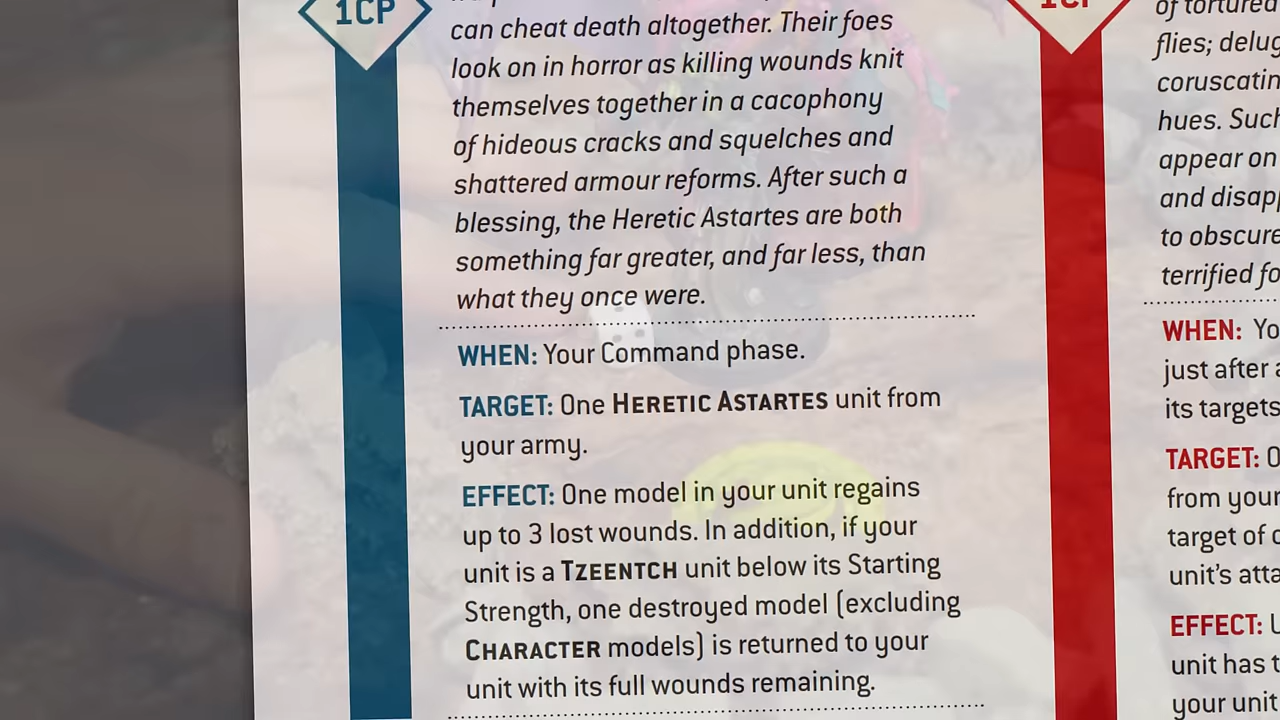 1CP
can cheat death altogether. Their foes
look on in horror as killing wounds knit
themselves together in a cacophony
of hideous cracks and squelches and
shattered armour reforms. After such a
blessing, the Heretic Astartes are both
something far greater, and far less, than
what they once were.
WHEN: Your Command phase.
TARGET: One HERETIC ASTARTES unit from
your army.
EFFECT: One model in your unit regains
up to 3 lost wounds. In addition, if your
unit is a TZEENTCH unit below its Starting
Strength, one destroyed model (excluding
CHARACTER models) is returned to your
unit with its full wounds remaining.
1CP
of tortured
flies;
hues. Such
appear on
and
to obscure
terrified
WHEN:
just after
its targets
TARGET:
from your
target of
unit's
EFFECT:
unit has
your unit